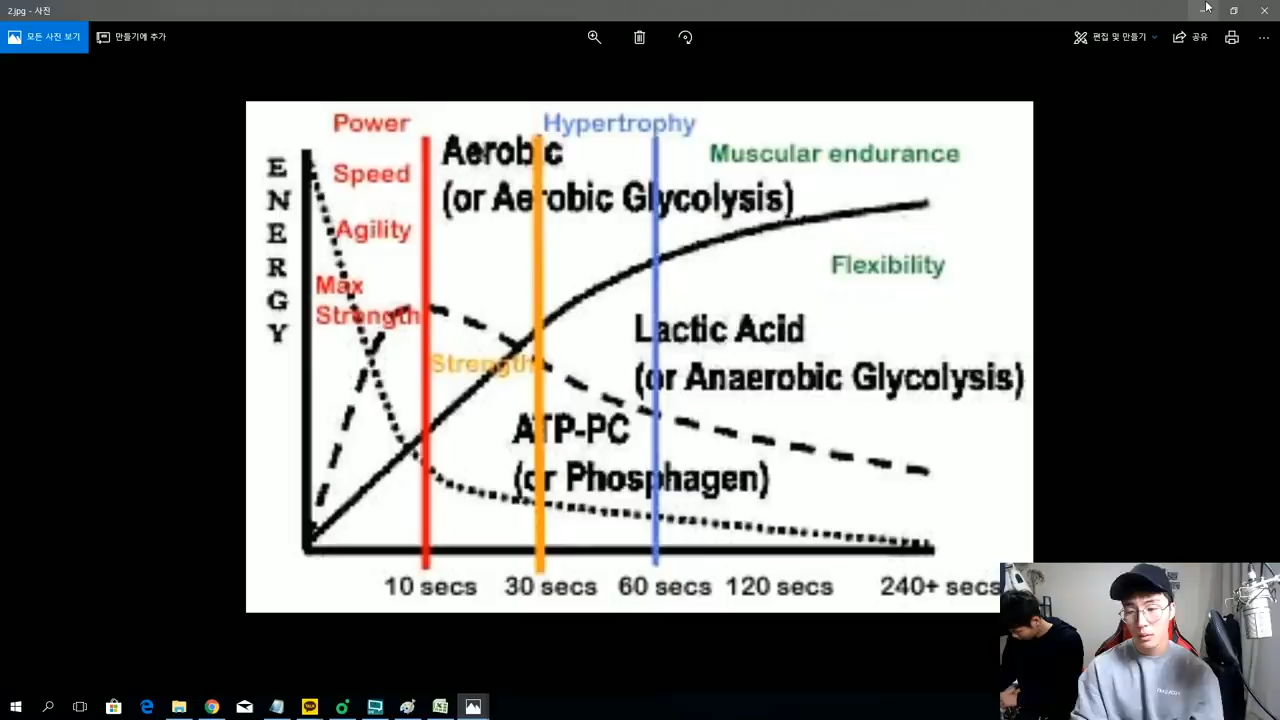 2.jpg - 사진
모든 사진 보기
만들기에 추가
편집 및 만들기
공유
Power
Hypertrophy
Aerobic
Muscular endurance
Speed
(or Aerobic Glycolysis)
Agility
Flexibility
Max
Strength
Lactic Acid
(or Anaerobic Glycolysis)
Strength
ATP-PC
(or Phosphagen)
ENERGY
10 secs
30 secs
60 secs
120 secs
240+ secs
TALK